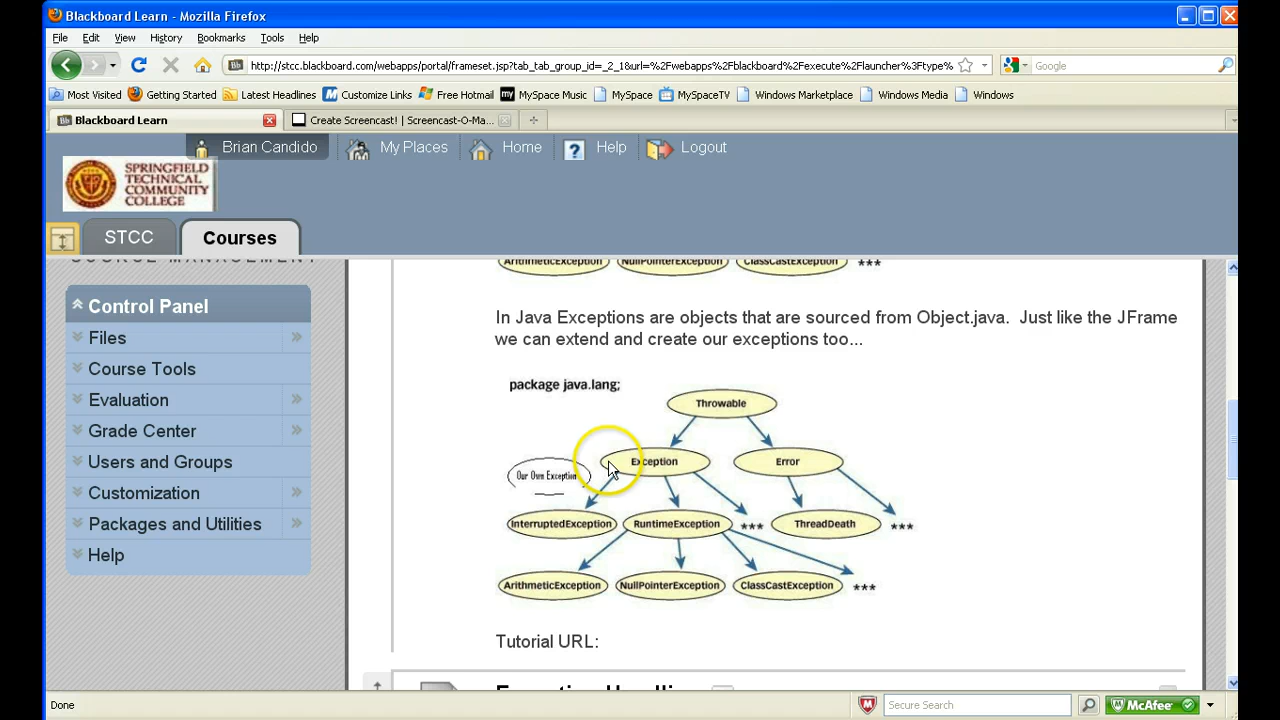 Blackboard Learn - Mozilla Firefox
File Edit View History Bookmarks Tools Help
Bb http://stcc.blackboard.com/webapps/portal/frameset.jsp?tab_tab_group_id=_2_1&url=%2Fwebapps%2Fblackboard%2Fexecute%2Flauncher%3Ftype% Google
Most Visited Getting Started Latest Headlines Customize Links Free Hotmail my MySpace Music MySpace MySpaceTV Windows Marketplace Windows Media Windows
Bb Blackboard Learn Create Screencast! | Screencast-O-Ma...
Brian Candido My Places Home Help Logout
SPRINGFIELD
TECHNICAL
COMMUNITY
COLLEGE
STCC Courses
Control Panel
Files
Course Tools
Evaluation
Grade Center
Users and Groups
Customization
Packages and Utilities
Help
ArithmeticException NullPointerException ClassCastException ***
In Java Exceptions are objects that are sourced from Object.java. Just like the JFrame
we can extend and create our exceptions too...
package java.lang;
Throwable
Exception Error
Our Own Exception
InterruptedException RuntimeException *** ThreadDeath ***
ArithmeticException NullPointerException ClassCastException ***
Tutorial URL:
Done Secure Search McAfee